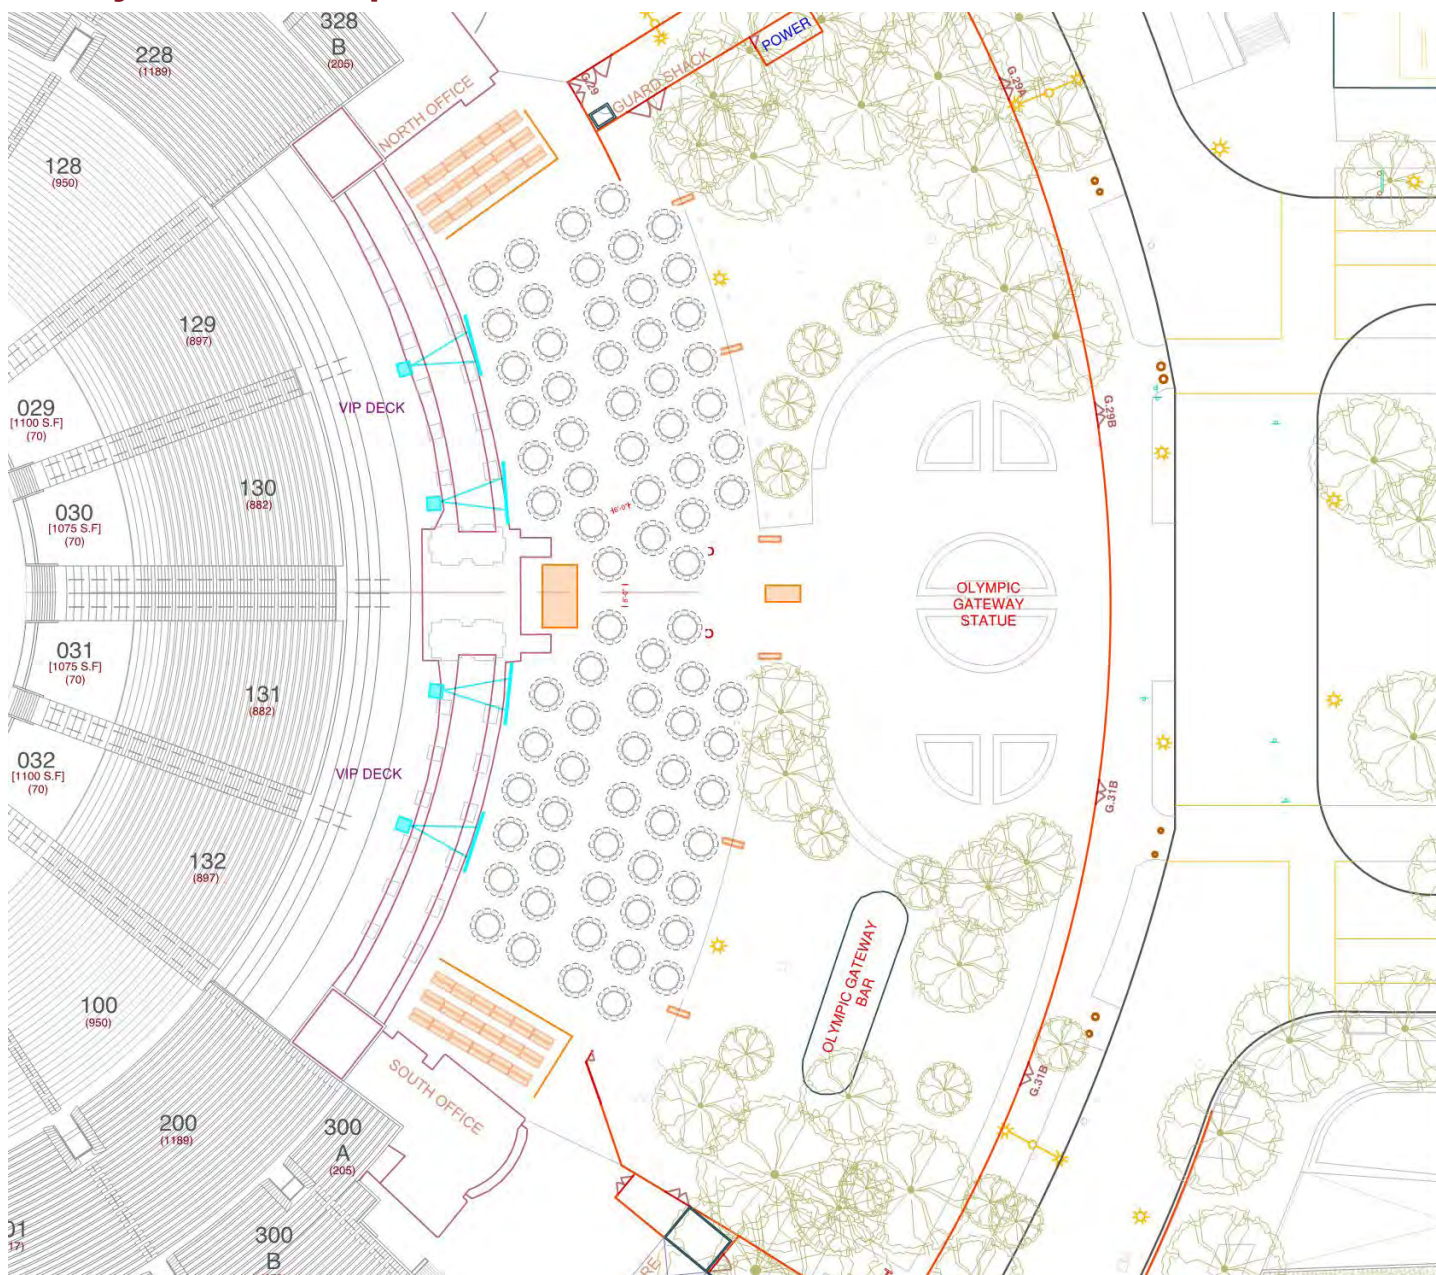 328
B
(205)
228
(1189)
POWER
NORTH OFFICE
G.29
GUARD SHACK
G.29A
128
(950)
129
(897)
029
[1100 S.F]
(70)
VIP DECK
G.29B
130
(882)
030
[1075 S.F]
(70)
OLYMPIC
GATEWAY
STATUE
031
[1075 S.F]
(70)
131
(882)
032
[1100 S.F]
(70)
VIP DECK
G.31B
132
(897)
OLYMPIC GATEWAY
BAR
100
(950)
SOUTH OFFICE
G.31B
200
(1189)
300
A
(205)
300
B